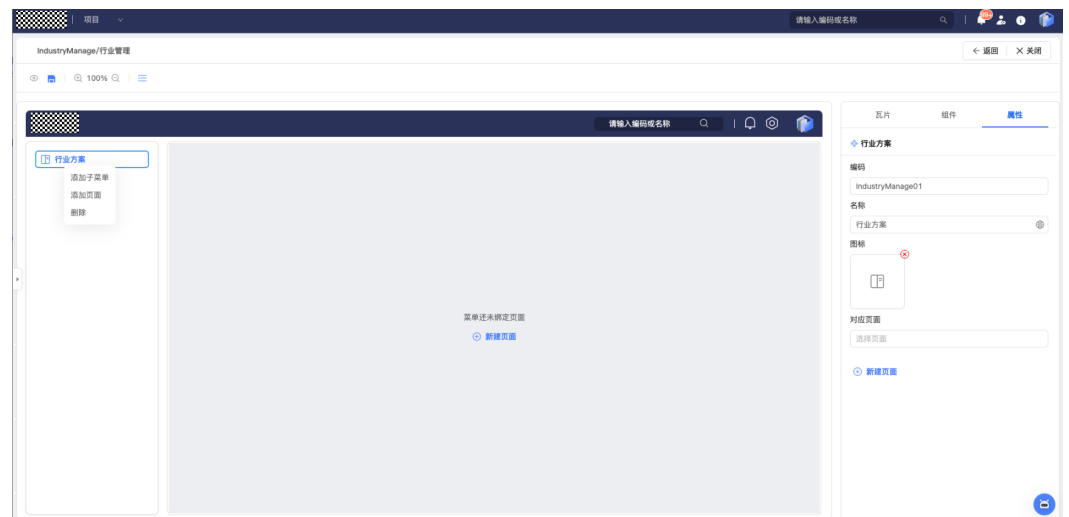 项目
请输入编码或名称
99+
IndustryManage/行业管理
返回
关闭
100%
请输入编码或名称
行业方案
添加子菜单
添加页面
删除
菜单还未绑定页面
新建页面
瓦片 组件 属性
行业方案
编码
IndustryManage01
名称
行业方案
图标
对应页面
选择页面
新建页面